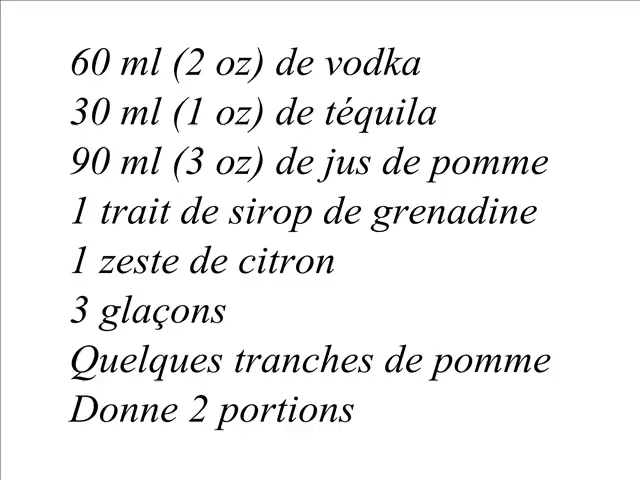 60 ml (2 oz) de vodka
30 ml (1 oz) de téquila
90 ml (3 oz) de jus de pomme
1 trait de sirop de grenadine
1 zeste de citron
3 glaçons
Quelques tranches de pomme
Donne 2 portions